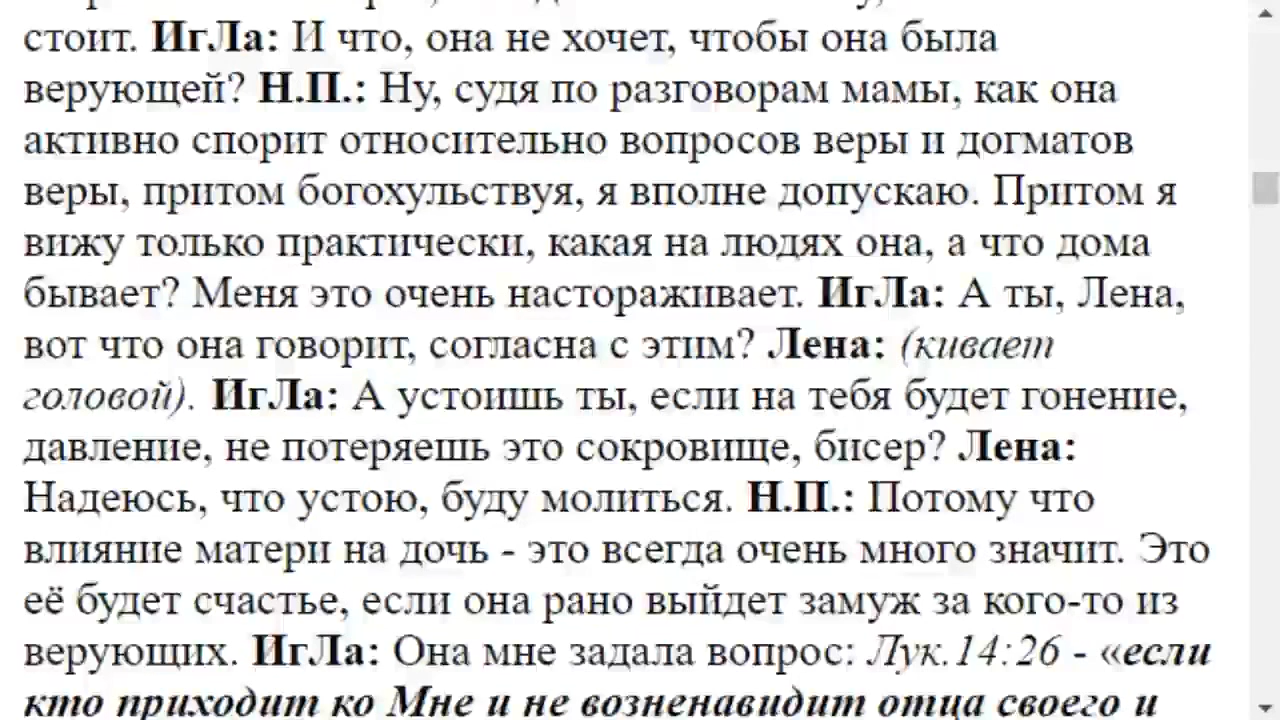 стоит. ИгЛа: И что, она не хочет, чтобы она была
верующей? Н.П.: Ну, судя по разговорам мамы, как она
активно спорит относительно вопросов веры и догматов
веры, притом богохульствуя, я вполне допускаю. Притом я
вижу только практически, какая на людях она, а что дома
бывает? Меня это очень настораживает. ИгЛа: А ты, Лена,
вот что она говорит, согласна с этим? Лена: (кивает
головой). ИгЛа: А устоишь ты, если на тебя будет гонение,
давление, не потеряешь это сокровище, бисер? Лена:
Надеюсь, что устою, буду молиться. Н.П.: Потому что
влияние матери на дочь - это всегда очень много значит. Это
её будет счастье, если она рано выйдет замуж за кого-то из
верующих. ИгЛа: Она мне задала вопрос: Лук.14:26 - «если
кто приходит ко Мне и не возненавидит отца своего и